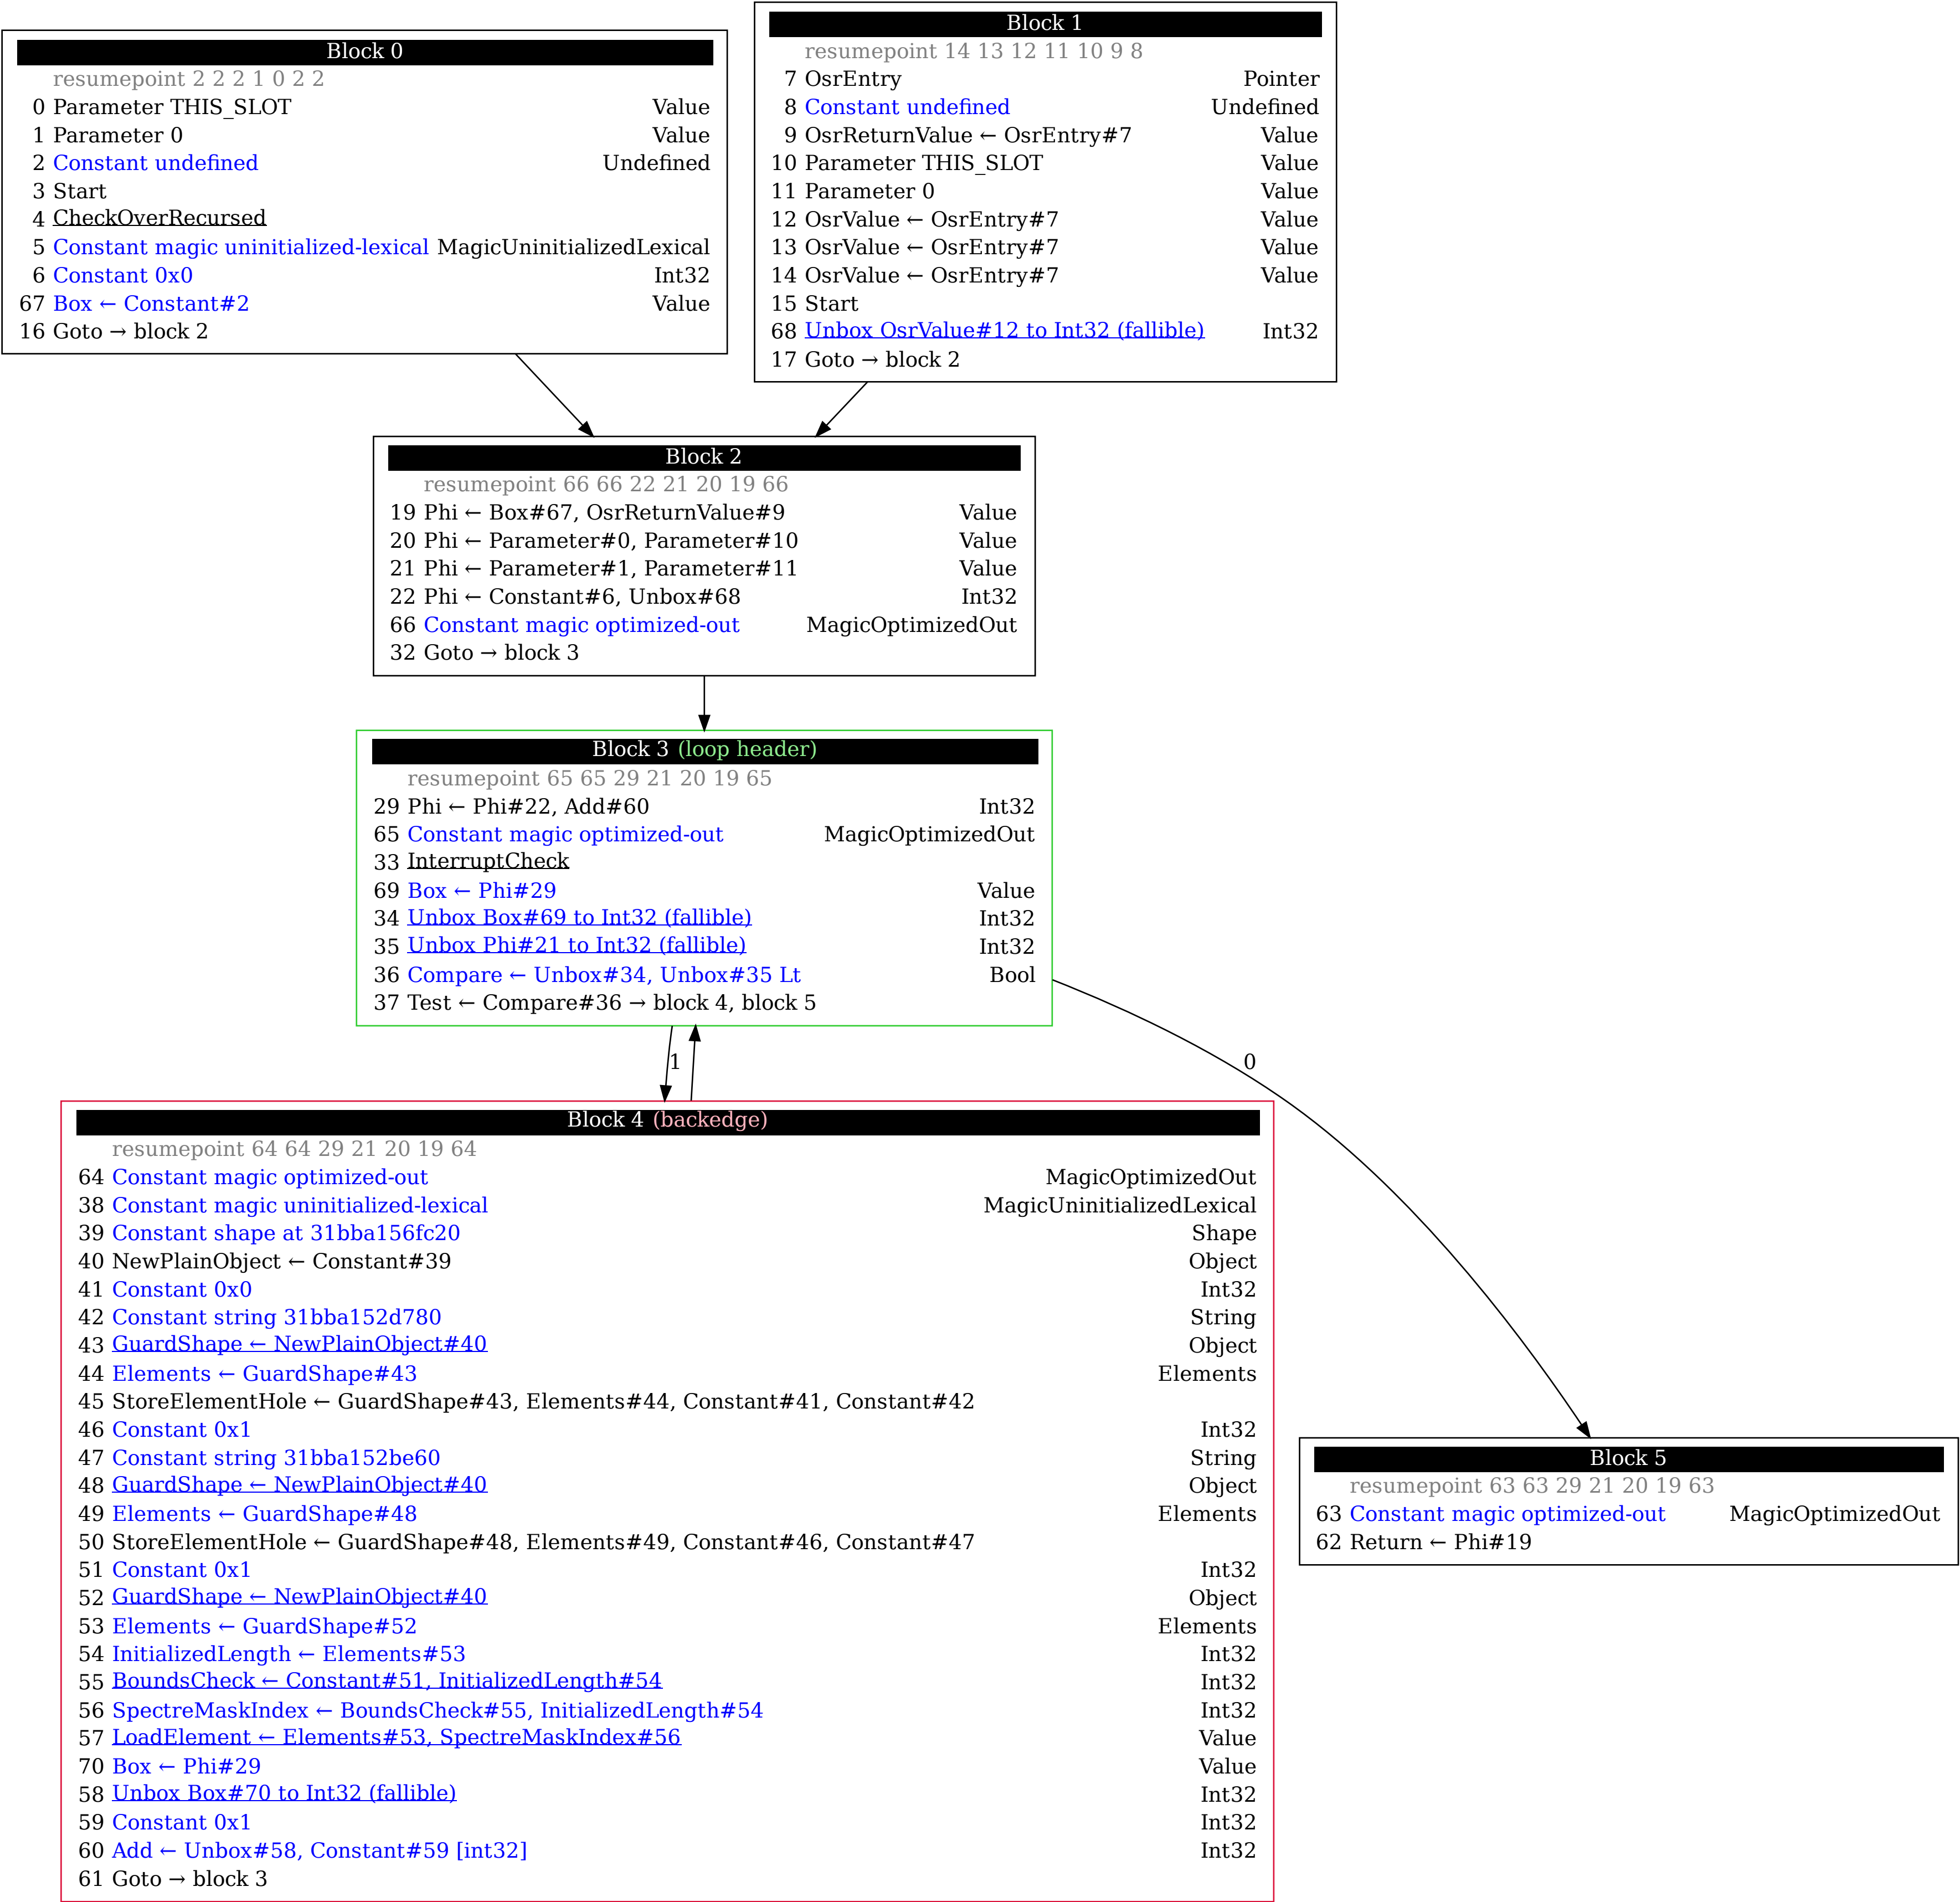 Block 0
resumepoint 2 2 2 1 0 2 2
0 Parameter THIS_SLOT Value
1 Parameter 0 Value
2 Constant undefined Undefined
3 Start
4 CheckOverRecursed
5 Constant magic uninitialized-lexical MagicUninitializedLexical
6 Constant 0x0 Int32
67 Box ← Constant#2 Value
16 Goto → block 2
Block 1
resumepoint 14 13 12 11 10 9 8
7 OsrEntry Pointer
8 Constant undefined Undefined
9 OsrReturnValue ← OsrEntry#7 Value
10 Parameter THIS_SLOT Value
11 Parameter 0 Value
12 OsrValue ← OsrEntry#7 Value
13 OsrValue ← OsrEntry#7 Value
14 OsrValue ← OsrEntry#7 Value
15 Start
68 Unbox OsrValue#12 to Int32 (fallible) Int32
17 Goto → block 2
Block 2
resumepoint 66 66 22 21 20 19 66
19 Phi ← Box#67, OsrReturnValue#9 Value
20 Phi ← Parameter#0, Parameter#10 Value
21 Phi ← Parameter#1, Parameter#11 Value
22 Phi ← Constant#6, Unbox#68 Int32
66 Constant magic optimized-out MagicOptimizedOut
32 Goto → block 3
Block 3 (loop header)
resumepoint 65 65 29 21 20 19 65
29 Phi ← Phi#22, Add#60 Int32
65 Constant magic optimized-out MagicOptimizedOut
33 InterruptCheck
69 Box ← Phi#29 Value
34 Unbox Box#69 to Int32 (fallible) Int32
35 Unbox Phi#21 to Int32 (fallible) Int32
36 Compare ← Unbox#34, Unbox#35 Lt Bool
37 Test ← Compare#36 → block 4, block 5
1
0
Block 4 (backedge)
resumepoint 64 64 29 21 20 19 64
64 Constant magic optimized-out MagicOptimizedOut
38 Constant magic uninitialized-lexical MagicUninitializedLexical
39 Constant shape at 31bba156fc20 Shape
40 NewPlainObject ← Constant#39 Object
41 Constant 0x0 Int32
42 Constant string 31bba152d780 String
43 GuardShape ← NewPlainObject#40 Object
44 Elements ← GuardShape#43 Elements
45 StoreElementHole ← GuardShape#43, Elements#44, Constant#41, Constant#42
46 Constant 0x1 Int32
47 Constant string 31bba152be60 String
48 GuardShape ← NewPlainObject#40 Object
49 Elements ← GuardShape#48 Elements
50 StoreElementHole ← GuardShape#48, Elements#49, Constant#46, Constant#47
51 Constant 0x1 Int32
52 GuardShape ← NewPlainObject#40 Object
53 Elements ← GuardShape#52 Elements
54 InitializedLength ← Elements#53 Int32
55 BoundsCheck ← Constant#51, InitializedLength#54 Int32
56 SpectreMaskIndex ← BoundsCheck#55, InitializedLength#54 Int32
57 LoadElement ← Elements#53, SpectreMaskIndex#56 Value
70 Box ← Phi#29 Value
58 Unbox Box#70 to Int32 (fallible) Int32
59 Constant 0x1 Int32
60 Add ← Unbox#58, Constant#59 [int32] Int32
61 Goto → block 3
Block 5
resumepoint 63 63 29 21 20 19 63
63 Constant magic optimized-out MagicOptimizedOut
62 Return ← Phi#19